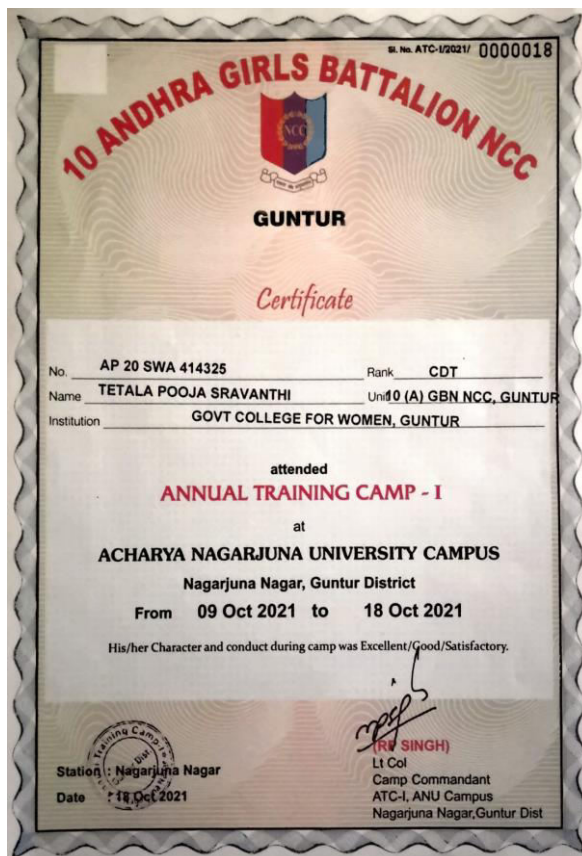 Sl. No. ATC-I/2021/ 0000018
10 ANDHRA GIRLS BATTALION NCC
NCC
GUNTUR
Certificate
No. AP 20 SWA 414325 Rank CDT
Name TETALA POOJA SRAVANTHI Unit 10 (A) GBN NCC, GUNTUR
Institution GOVT COLLEGE FOR WOMEN, GUNTUR
attended
ANNUAL TRAINING CAMP - I
at
ACHARYA NAGARJUNA UNIVERSITY CAMPUS
Nagarjuna Nagar, Guntur District
From 09 Oct 2021 to 18 Oct 2021
His/her Character and conduct during camp was Excellent/Good/Satisfactory.
(RP SINGH)
Lt Col
Camp Commandant
ATC-I, ANU Campus
Nagarjuna Nagar,Guntur Dist
Training Camp-I
Station : Nagarjuna Nagar
Date : 18 Oct 2021